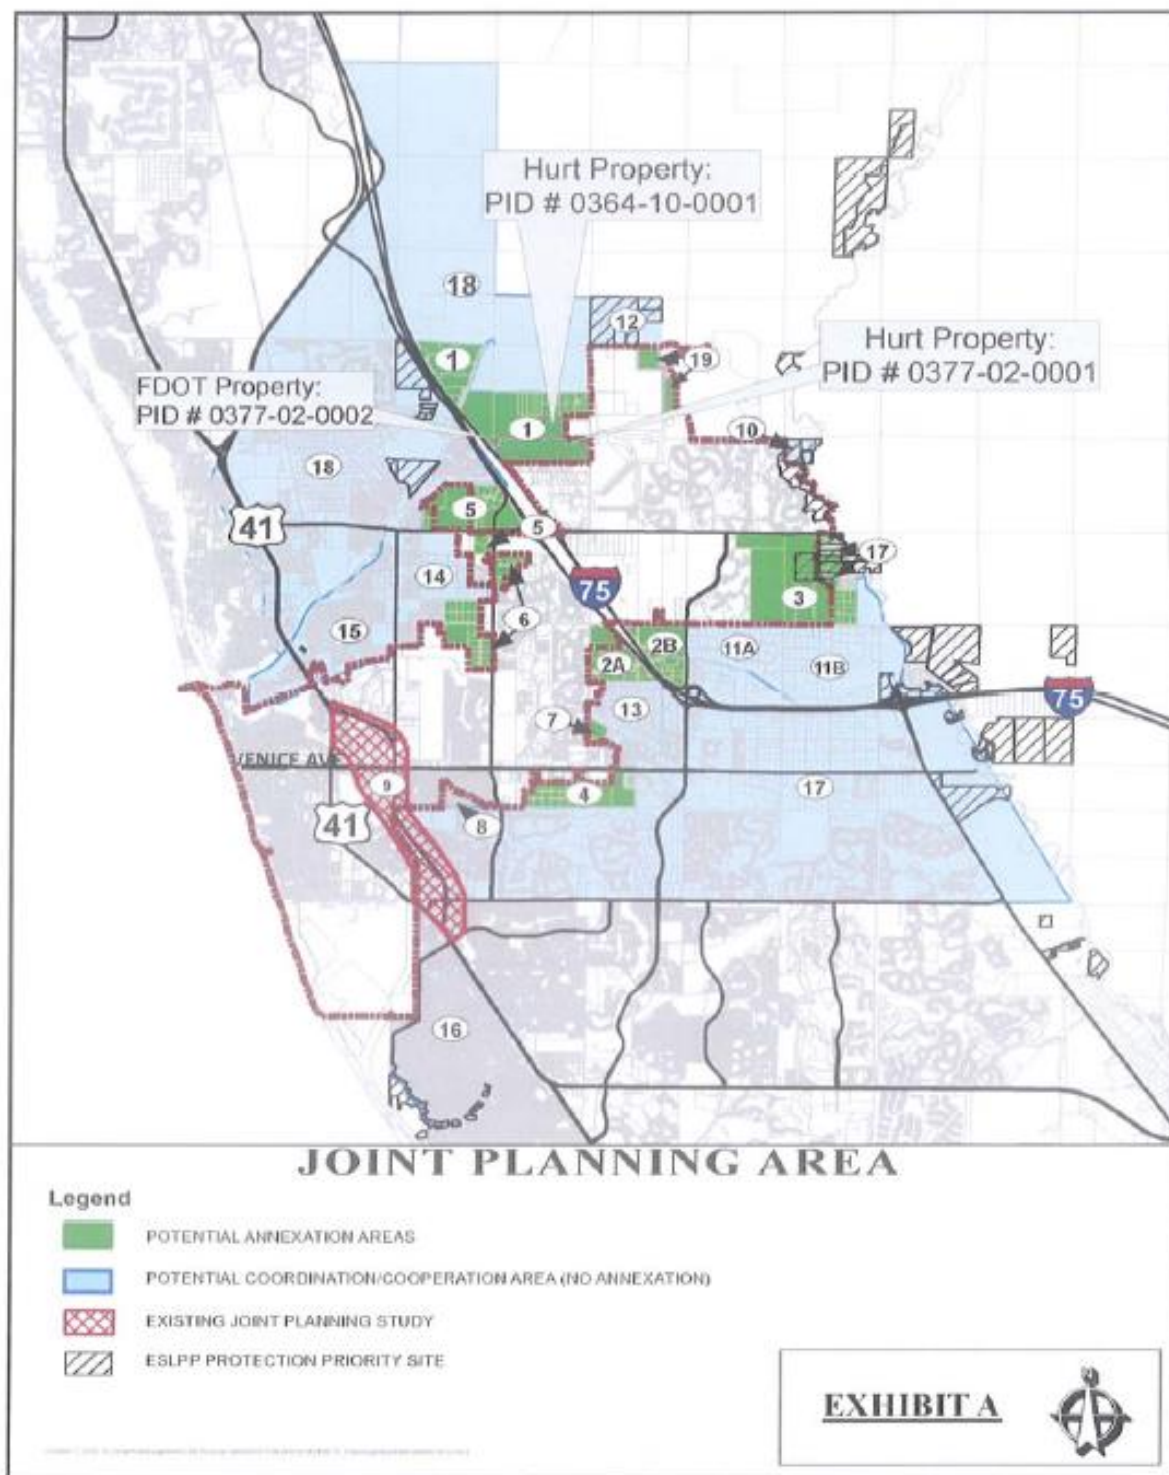 Hurt Property:
PID # 0364-10-0001
18
12
Hurt Property:
PID # 0377-02-0001
19
1
FDOT Property:
PID # 0377-02-0002
1
10
18
5
41
5
17
14
75
3
6
15
2B
11A
2A
11B
13
75
7
VENICE AVE
9
4
17
41
8
16
JOINT PLANNING AREA
Legend
POTENTIAL ANNEXATION AREAS
POTENTIAL COORDINATION/COOPERATION AREA (NO ANNEXATION)
EXISTING JOINT PLANNING STUDY
ESLPP PROTECTION PRIORITY SITE
EXHIBIT A